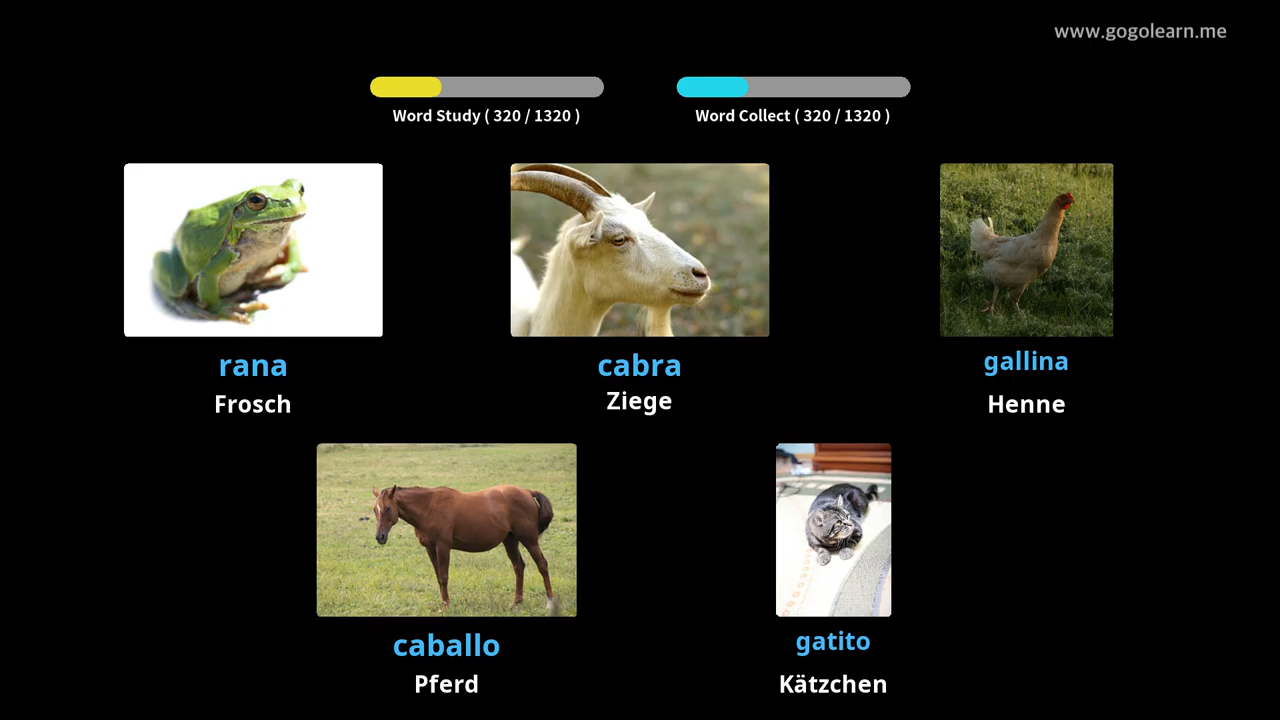 www.gogolearn.me
Word Study ( 320 / 1320 )
Word Collect ( 320 / 1320 )
rana
Frosch
cabra
Ziege
gallina
Henne
caballo
Pferd
gatito
Kätzchen